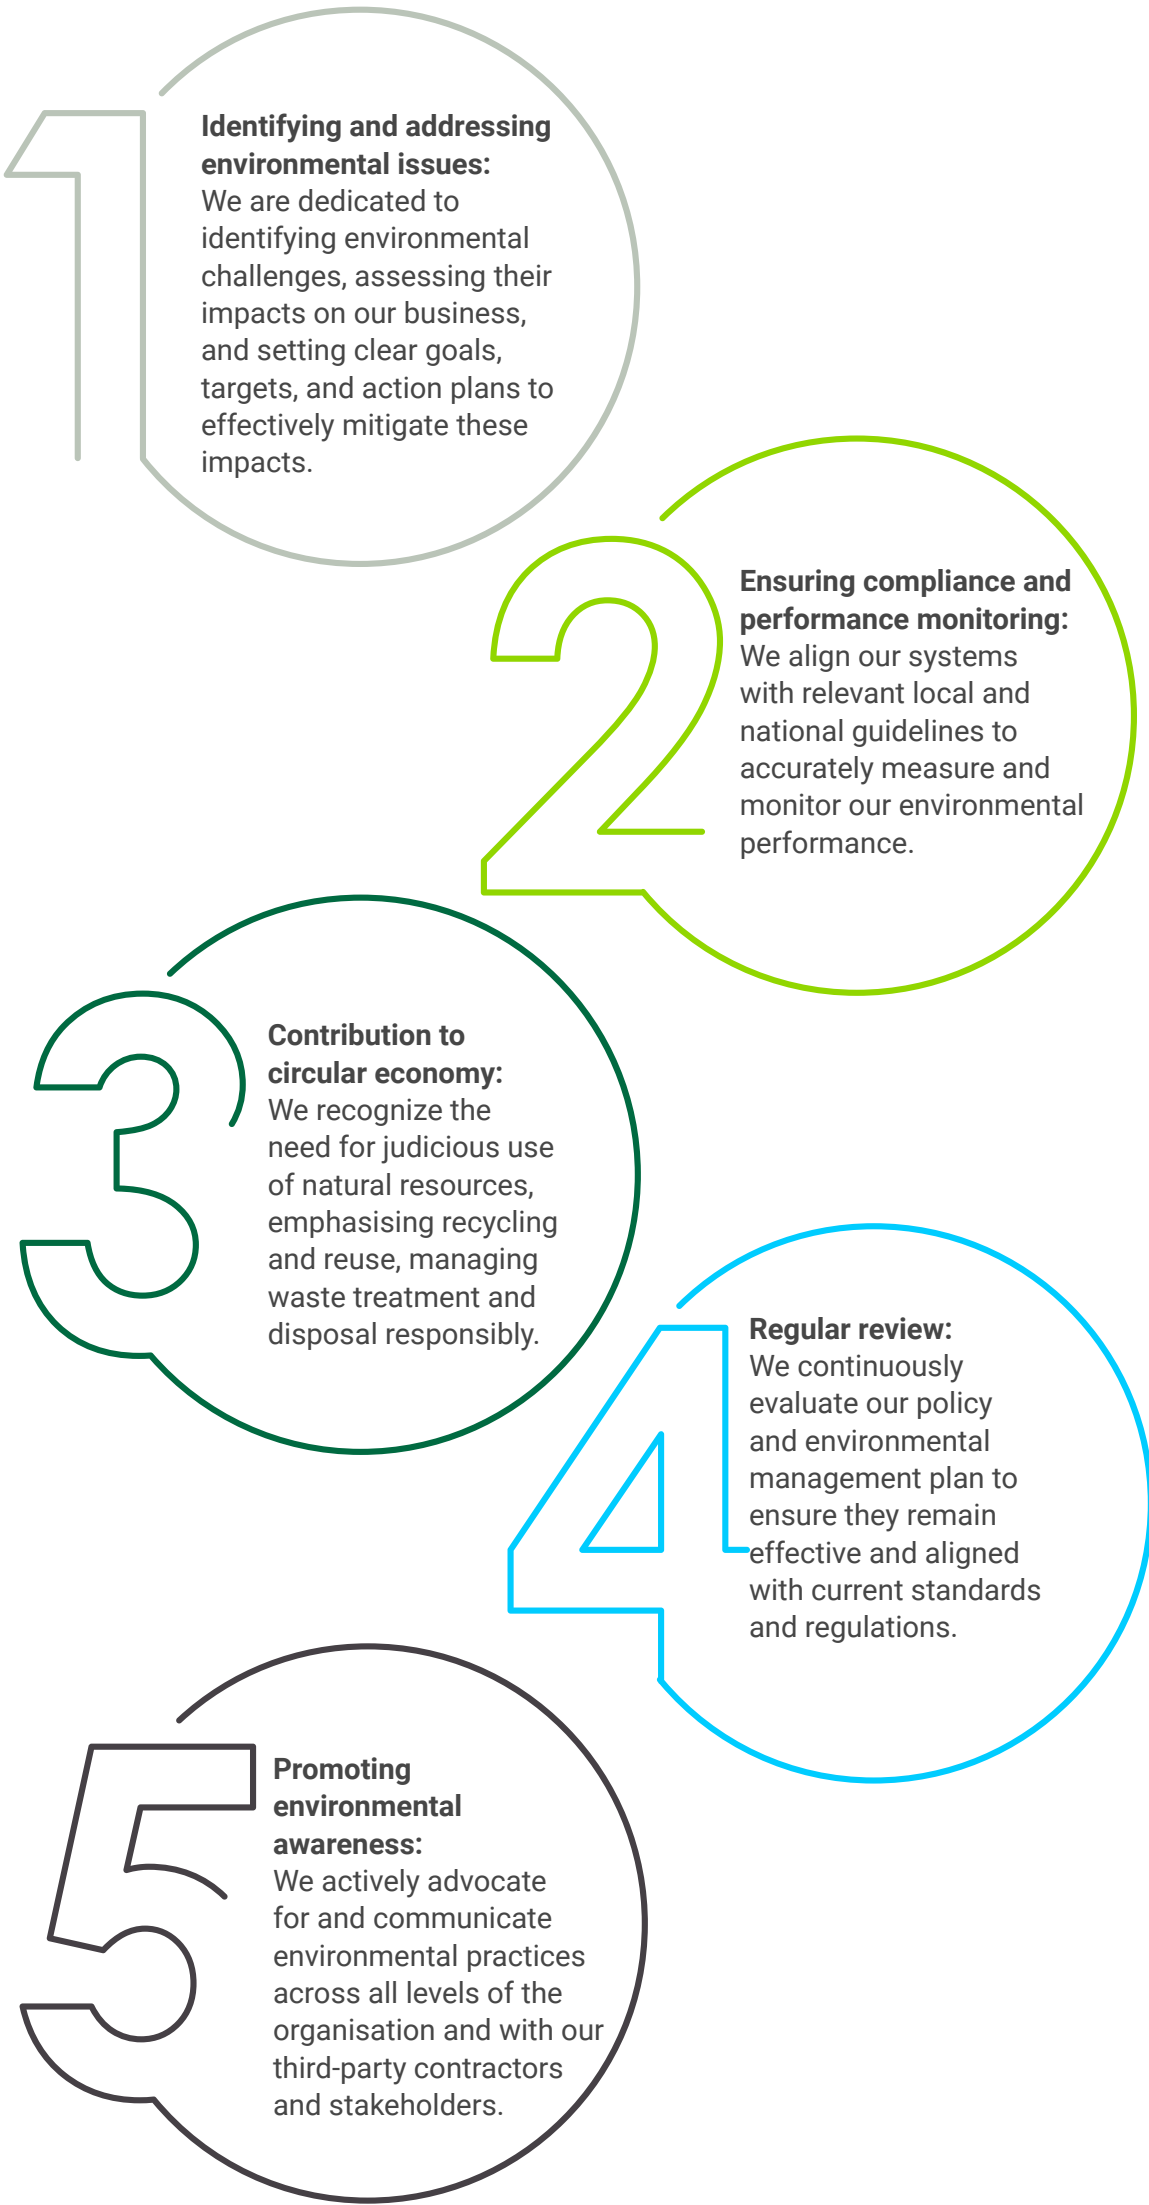 1
Identifying and addressing
environmental issues:
We are dedicated to
identifying environmental
challenges, assessing their
impacts on our business,
and setting clear goals,
targets, and action plans to
effectively mitigate these
impacts.
2
Ensuring compliance and
performance monitoring:
We align our systems
with relevant local and
national guidelines to
accurately measure and
monitor our environmental
performance.
3
Contribution to
circular economy:
We recognize the
need for judicious use
of natural resources,
emphasising recycling
and reuse, managing
waste treatment and
disposal responsibly.
4
Regular review:
We continuously
evaluate our policy
and environmental
management plan to
ensure they remain
effective and aligned
with current standards
and regulations.
5
Promoting
environmental
awareness:
We actively advocate
for and communicate
environmental practices
across all levels of the
organisation and with our
third-party contractors
and stakeholders.